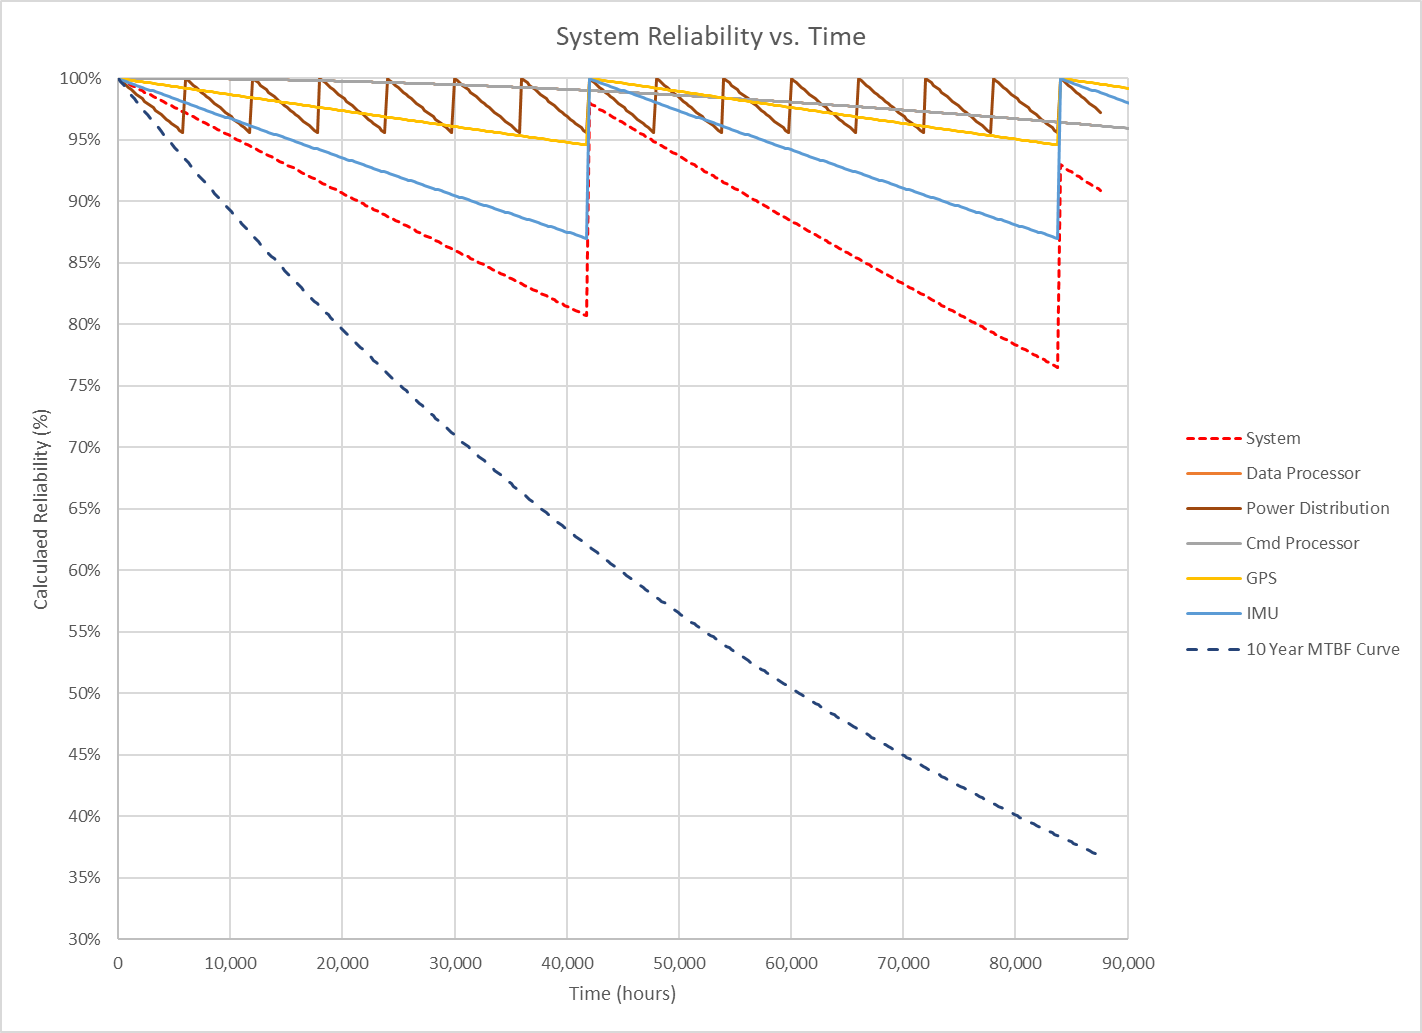 System Reliability vs. Time
100%
95%
90%
85%
80%
75%
70%
65%
60%
55%
50%
45%
40%
35%
30%
Calculaed Reliability (%)
0 10,000 20,000 30,000 40,000 50,000 60,000 70,000 80,000 90,000
Time (hours)
System
Data Processor
Power Distribution
Cmd Processor
GPS
IMU
10 Year MTBF Curve